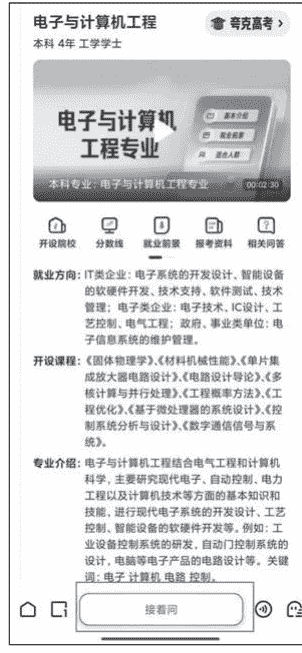 电子与计算机工程
夸克高考 >
本科 4年 工学学士
电子与计算机
工程专业
基本介绍
就业前景
适合人群
本科专业:电子与计算机工程专业
00:02:30
开设院校 分数线 就业前景 报考资料 相关问答
就业方向:IT类企业:电子系统的开发设计、智能设备
的软硬件开发、技术支持、软件测试、技术
管理;电子类企业:电子技术、IC设计、工
艺控制、电气工程;政府、事业类单位:电
子信息系统的维护管理。
开设课程:《固体物理学》、《材料机械性能》、《单片集
成放大器电路设计》、《电路设计导论》、《多
核计算与并行处理》、《工程概率方法》、《工
程优化》、《基于微处理器的系统设计》、《控
制系统分析与设计》、《数字通信信号与系
统》。
专业介绍:电子与计算机工程结合电气工程和计算机
科学,主要研究现代电子、自动控制、电力
工程以及计算机技术等方面的基本知识和
技能,进行现代电子系统的开发设计、工艺
控制、智能设备的软硬件开发等。例如:工
业设备控制系统的研发,自动门控制系统的
设计,电脑等电子产品的电路设计等。关键
词:电子 计算机 电路 控制。
接着问